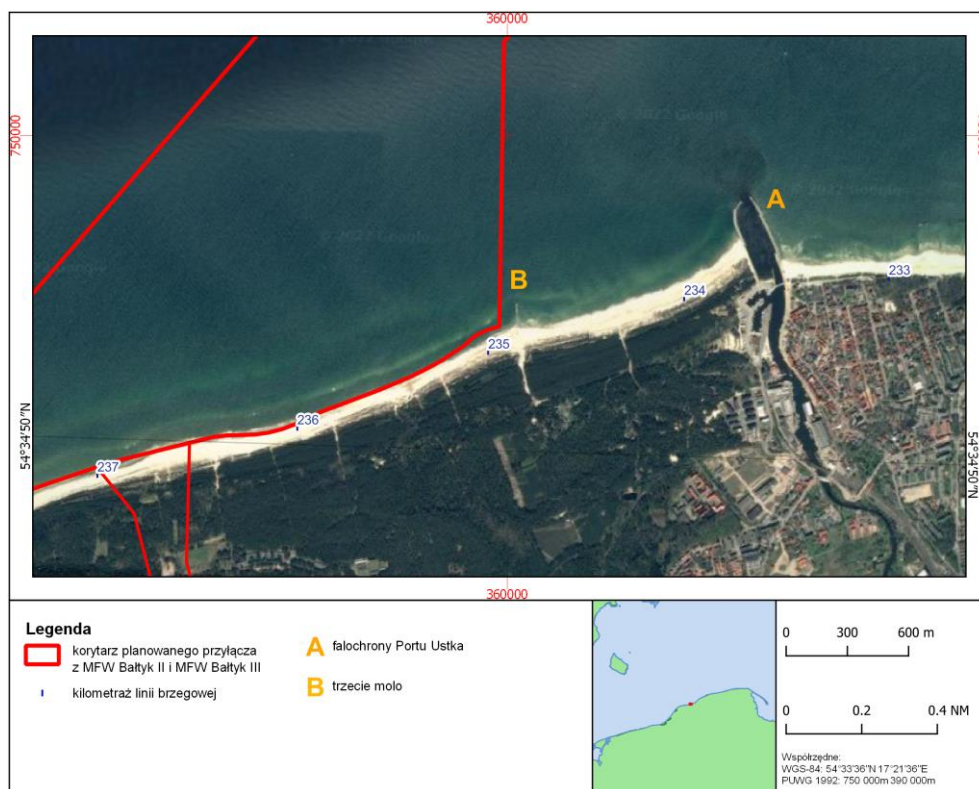 360000
750000
© 2022 Google
© 2022 Google
© 2022 Google
A
B
233
234
235
236
237
54°34'50"N
54°34'50"N
360000
Legenda
korytarz planowanego przyłącza
z MFW Bałtyk II i MFW Bałtyk III
kilometraż linii brzegowej
A falochrony Portu Ustka
B trzecie molo
0 300 600 m
0 0.2 0.4 NM
Współrzędne:
WGS-84: 54°33'36"N 17°21'36"E
PUWG 1992: 750 000m 390 000m